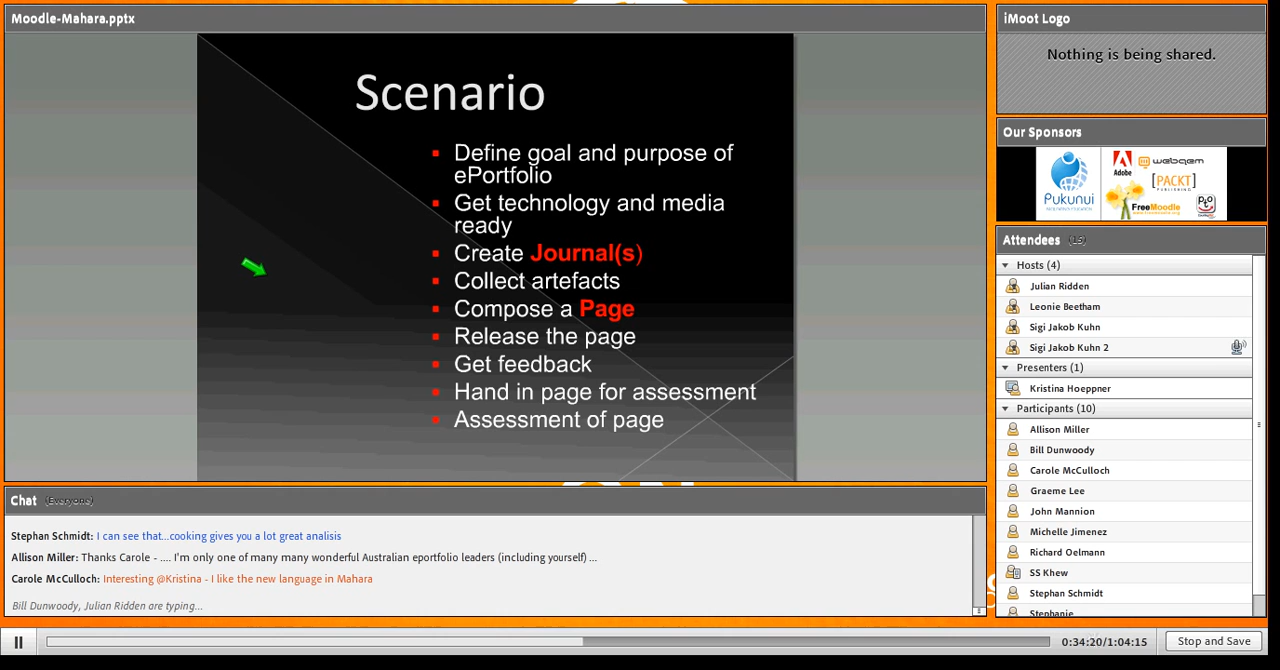 Moodle-Mahara.pptx
Scenario
Define goal and purpose of
ePortfolio
Get technology and media
ready
Create Journal(s)
Collect artefacts
Compose a Page
Release the page
Get feedback
Hand in page for assessment
Assessment of page
Chat (Everyone)
Stephan Schmidt: I can see that...cooking gives you a lot great analisis
Allison Miller: Thanks Carole - .... I'm only one of many many wonderful Australian eportfolio leaders (including yourself) ...
Carole McCulloch: Interesting @Kristina - I like the new language in Mahara
Bill Dunwoody, Julian Ridden are typing...
iMoot Logo
Nothing is being shared.
Our Sponsors
Pukunui
Adobe
webgem
[PACKT]
PUBLISHING
FreeMoodle
Attendees (15)
Hosts (4)
Julian Ridden
Leonie Beetham
Sigi Jakob Kuhn
Sigi Jakob Kuhn 2
Presenters (1)
Kristina Hoeppner
Participants (10)
Allison Miller
Bill Dunwoody
Carole McCulloch
Graeme Lee
John Mannion
Michelle Jimenez
Richard Oelmann
SS Khew
Stephan Schmidt
Stephanie
0:34:20/1:04:15
Stop and Save